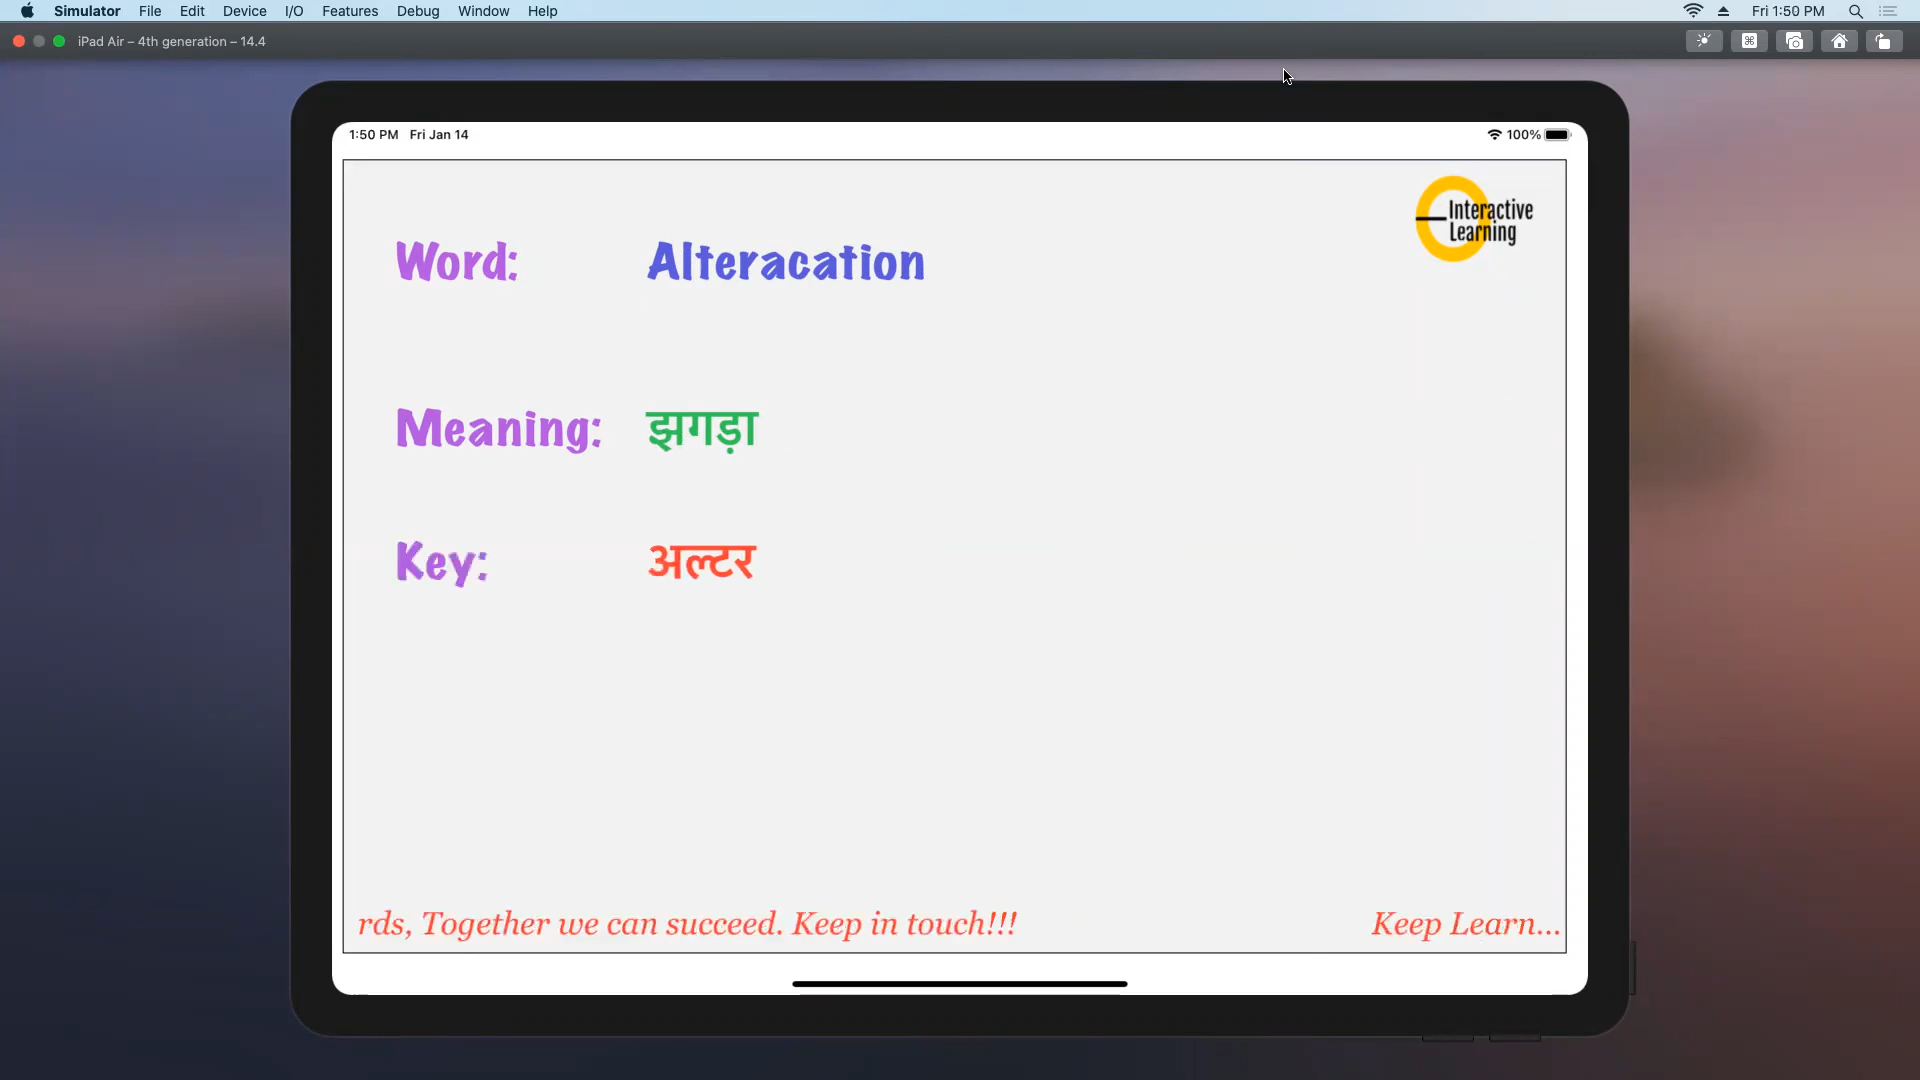 Simulator File Edit Device I/O Features Debug Window Help Fri 1:50 PM
iPad Air – 4th generation – 14.4
1:50 PM Fri Jan 14 100%
Interactive
Learning
Word: Alteracation
Meaning: झगड़ा
Key: अल्टर
rds, Together we can succeed. Keep in touch!!! Keep Learn...